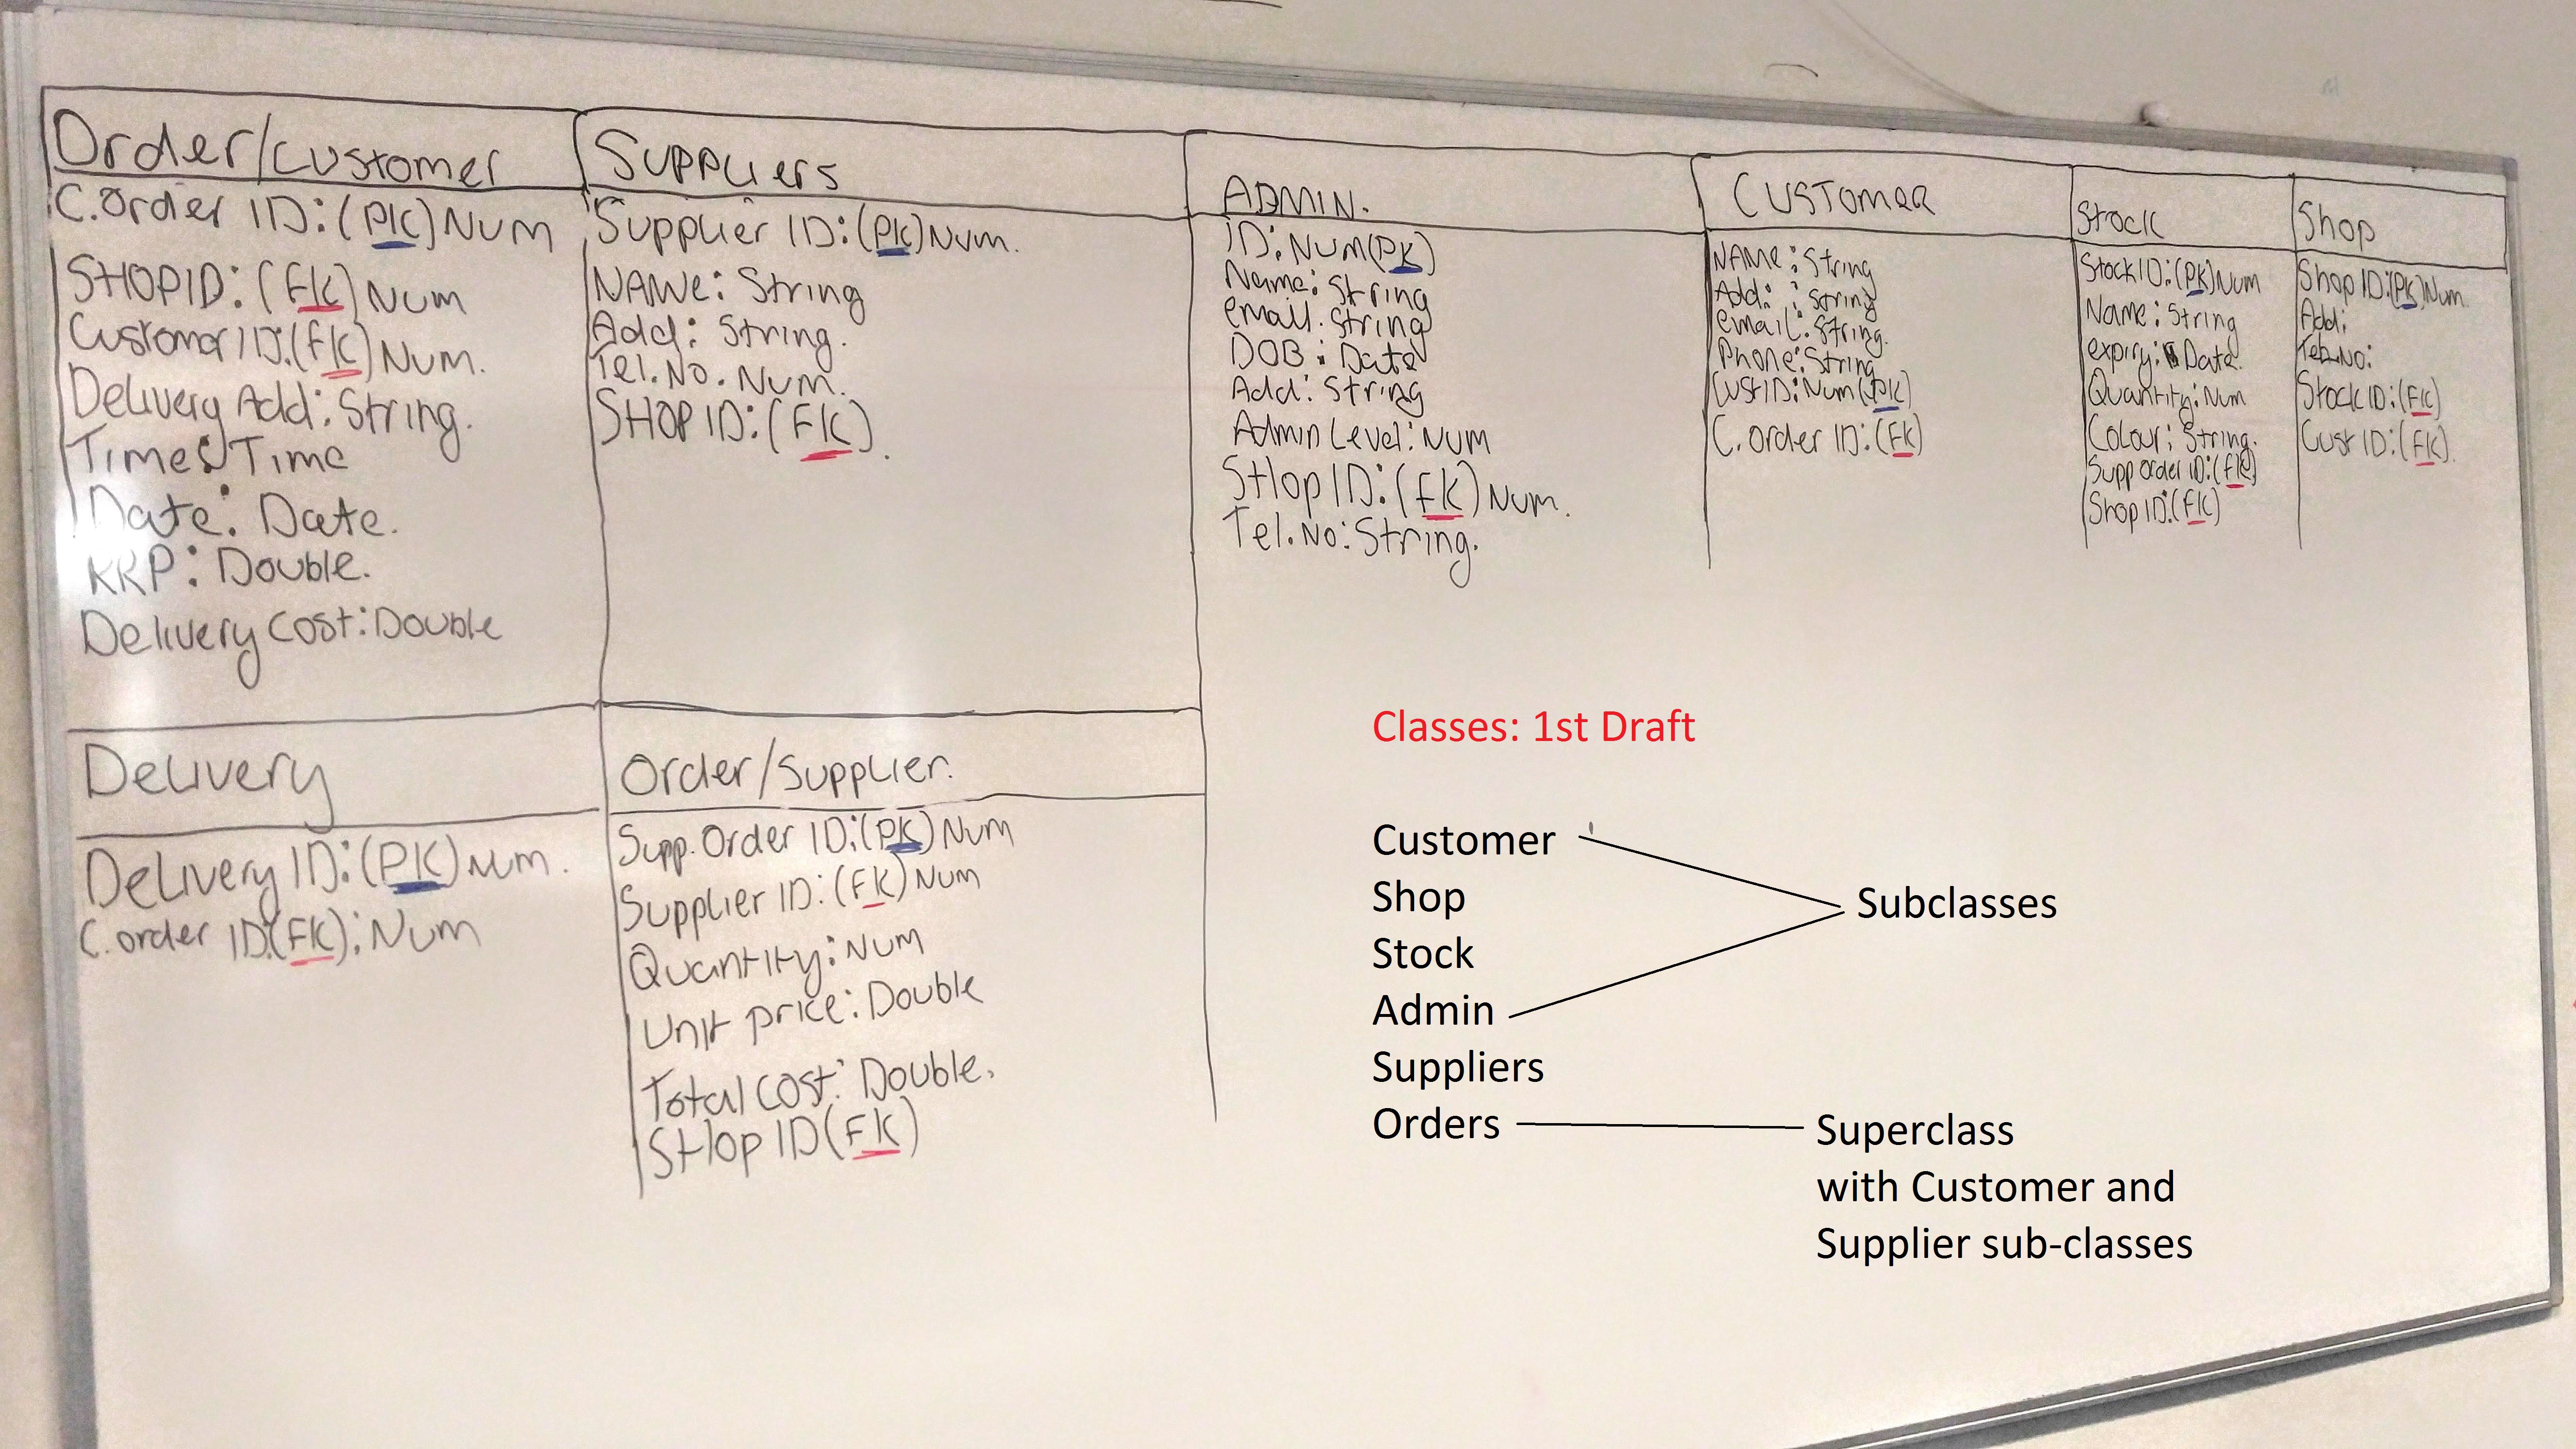 Order/Customer
C.Order ID:(PK)Num
SHOPID:(FK)Num
Customer ID:(FK)Num.
Delivery Add:String.
Time:Time
Date:Date.
RRP:Double.
Delivery Cost:Double
Suppliers
Supplier ID:(PK)Num.
NAMe:String
Add:String.
Tel.No.Num.
SHOP ID:(FK).
ADMIN.
ID:Num(PK)
Name:String
email.String
DOB:Date
Add:String
Admin Level:Num
SHop ID:(FK)Num.
Tel.No:String.
CUSTOMER
NAMe:String
Add::String
email:String.
Phone:String
CustID:Num(PK)
C.order ID:(FK)
Stock
StockID:(PK)Num
Name:String
expiry:Date
Quantity:Num
Colour:String.
Supp order ID:(FK)
Shop ID:(FK)
Shop
Shop ID:(PK)Num.
Add:
Tel.No:
Stock ID:(FK)
Cust ID:(FK).
Delivery
Delivery ID:(PK)Num.
C.order ID:(FK):Num
Order/Supplier.
Supp.Order ID:(PK)Num
Supplier ID:(FK)Num
Quantity:Num
Unit price:Double
Total Cost:Double.
SHop ID(FK)
Classes: 1st Draft
Customer
Shop
Stock
Admin
Suppliers
Orders
Subclasses
Superclass
with Customer and
Supplier sub-classes